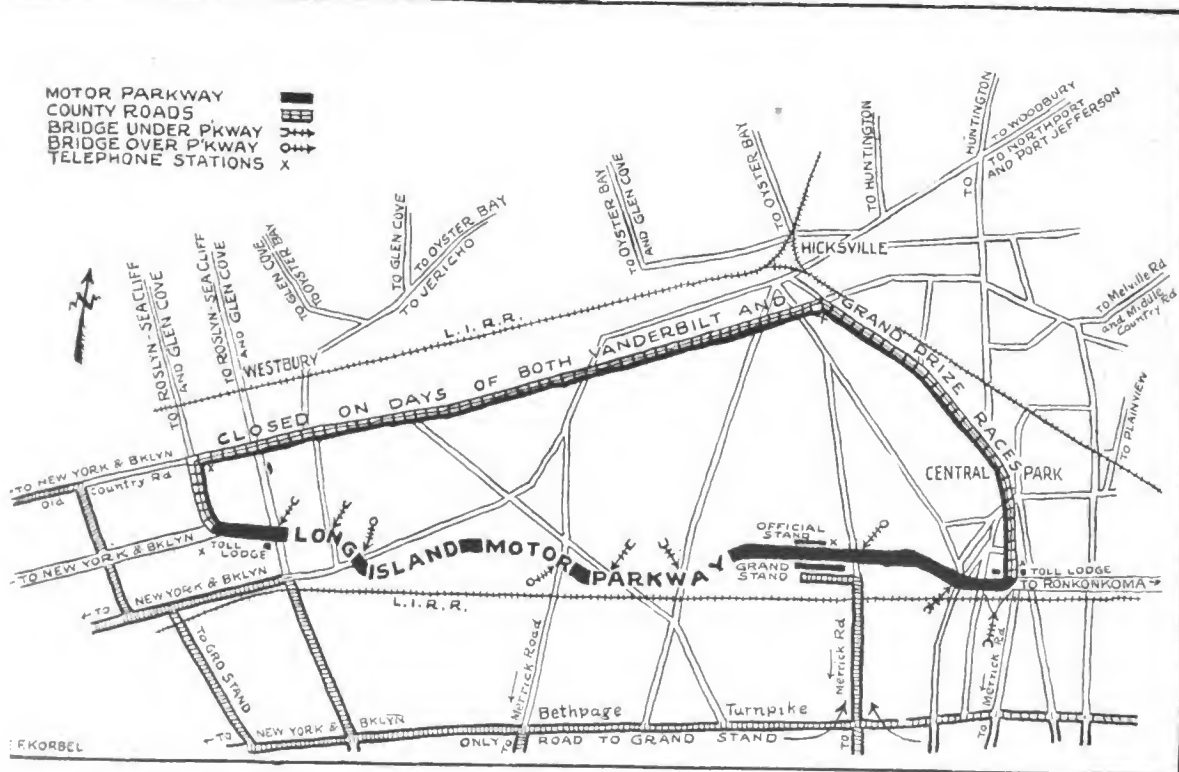 MOTOR PARKWAY
COUNTY ROADS
BRIDGE UNDER P'KWAY
BRIDGE OVER P'KWAY
TELEPHONE STATIONS x
TO ROSLYN-SEACLIFF
AND GLEN COVE
TO ROSLYN-SEACLIFF
AND GLEN COVE
TO GLEN COVE
TO OYSTER BAY
TO GLEN COVE
TO OYSTER BAY
TO JERICHO
TO OYSTER BAY
AND GLEN COVE
TO OYSTER BAY
TO HUNTINGTON
TO HUNTINGTON
TO WOODBURY
TO NORTHPORT
AND PORT JEFFERSON
HICKSVILLE
to Melville Rd
and Middle
Country Rd
TO PLAINVIEW
WESTBURY
L.I.R.R.
CLOSED ON DAYS OF BOTH VANDERBILT AND GRAND PRIZE RACES
TO NEW YORK & BKLYN
Old Country Rd
x
x
CENTRAL PARK
TO NEW YORK & BKLYN
x TOLL LODGE
LONG ISLAND MOTOR PARKWAY
OFFICIAL
STAND x
GRAND
STAND
TOLL LODGE
TO RONKONKOMA
TO NEW YORK & BKLYN
L.I.R.R.
TO GRD STAND
TO Merrick Road
TO Merrick Rd
TO Merrick Rd
TO NEW YORK & BKLYN
Bethpage Turnpike
ONLY ROAD TO GRAND STAND
F.KORBEL